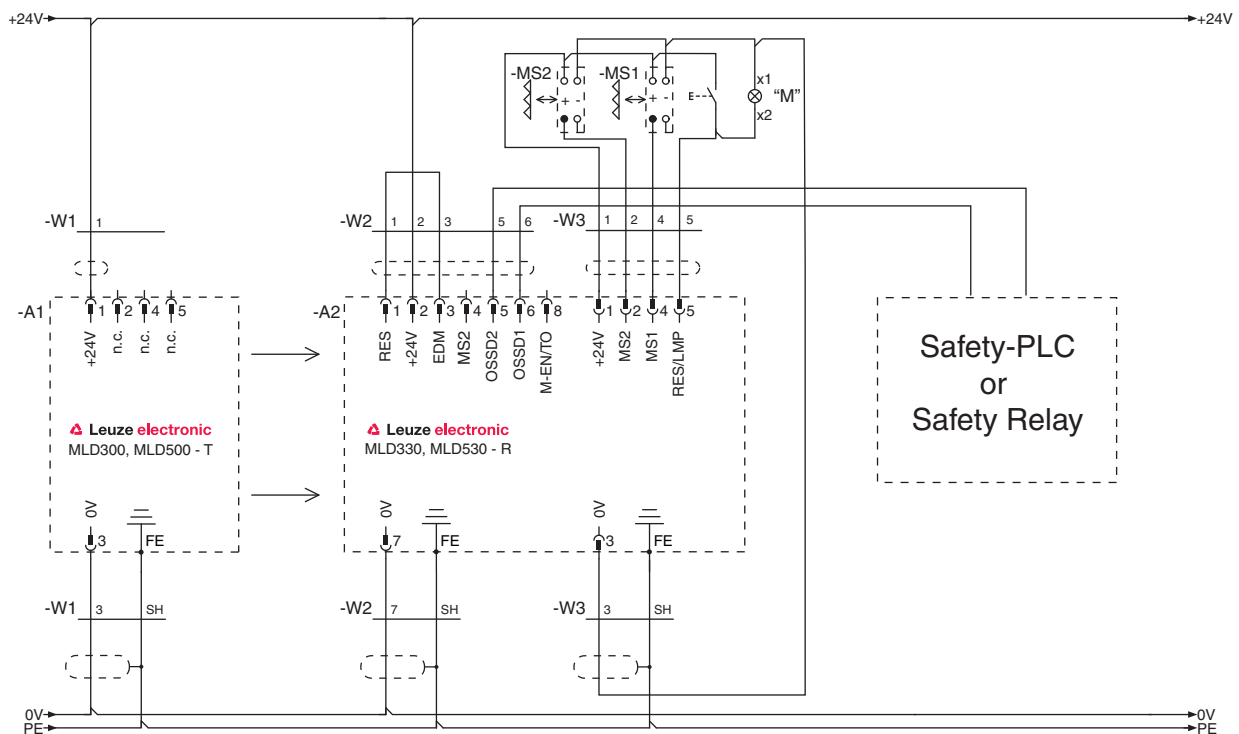 +24V +24V
-MS2 -MS1 x1 "M"
+ - + - E x2
-W1 1 -W2 1 2 3 5 6 -W3 1 2 4 5
-A1 1 2 4 5 -A2 1 2 3 4 5 6 8 1 2 4 5
+24V n.c. n.c. n.c. RES +24V EDM MS2 OSSD2 OSSD1 M-EN/TO +24V MS2 MS1 RES/LMP
Safety-PLC
or
Safety Relay
Leuze electronic
MLD300, MLD500 - T
Leuze electronic
MLD330, MLD530 - R
0V 0V 0V
3 FE 7 FE 3 FE
-W1 3 SH -W2 7 SH -W3 3 SH
0V 0V
PE PE